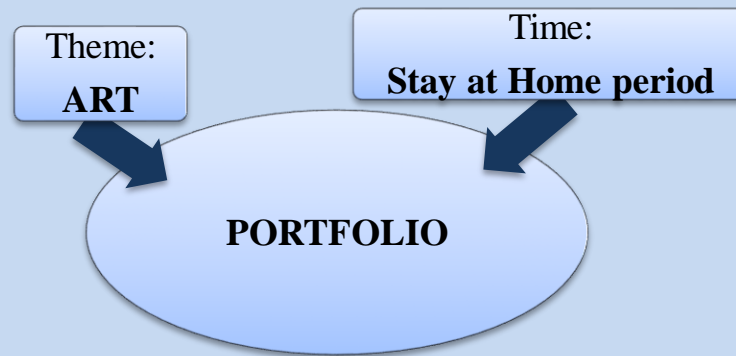 Theme:
ART
Time:
Stay at Home period
PORTFOLIO